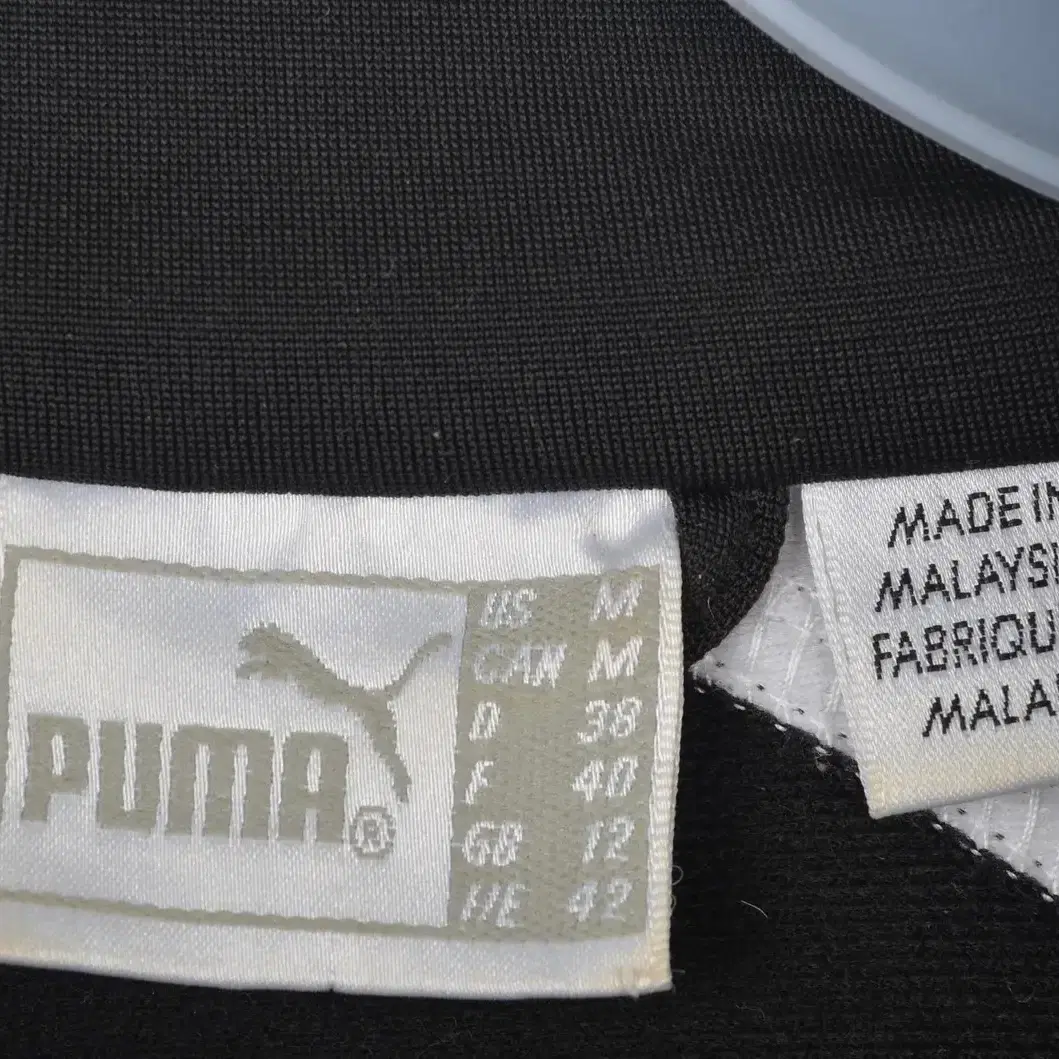 PUMA®
US M
CAN M
D 38
F 40
GB 12
I/E 42
MADE IN
MALAYSI
FABRIQU
MALA